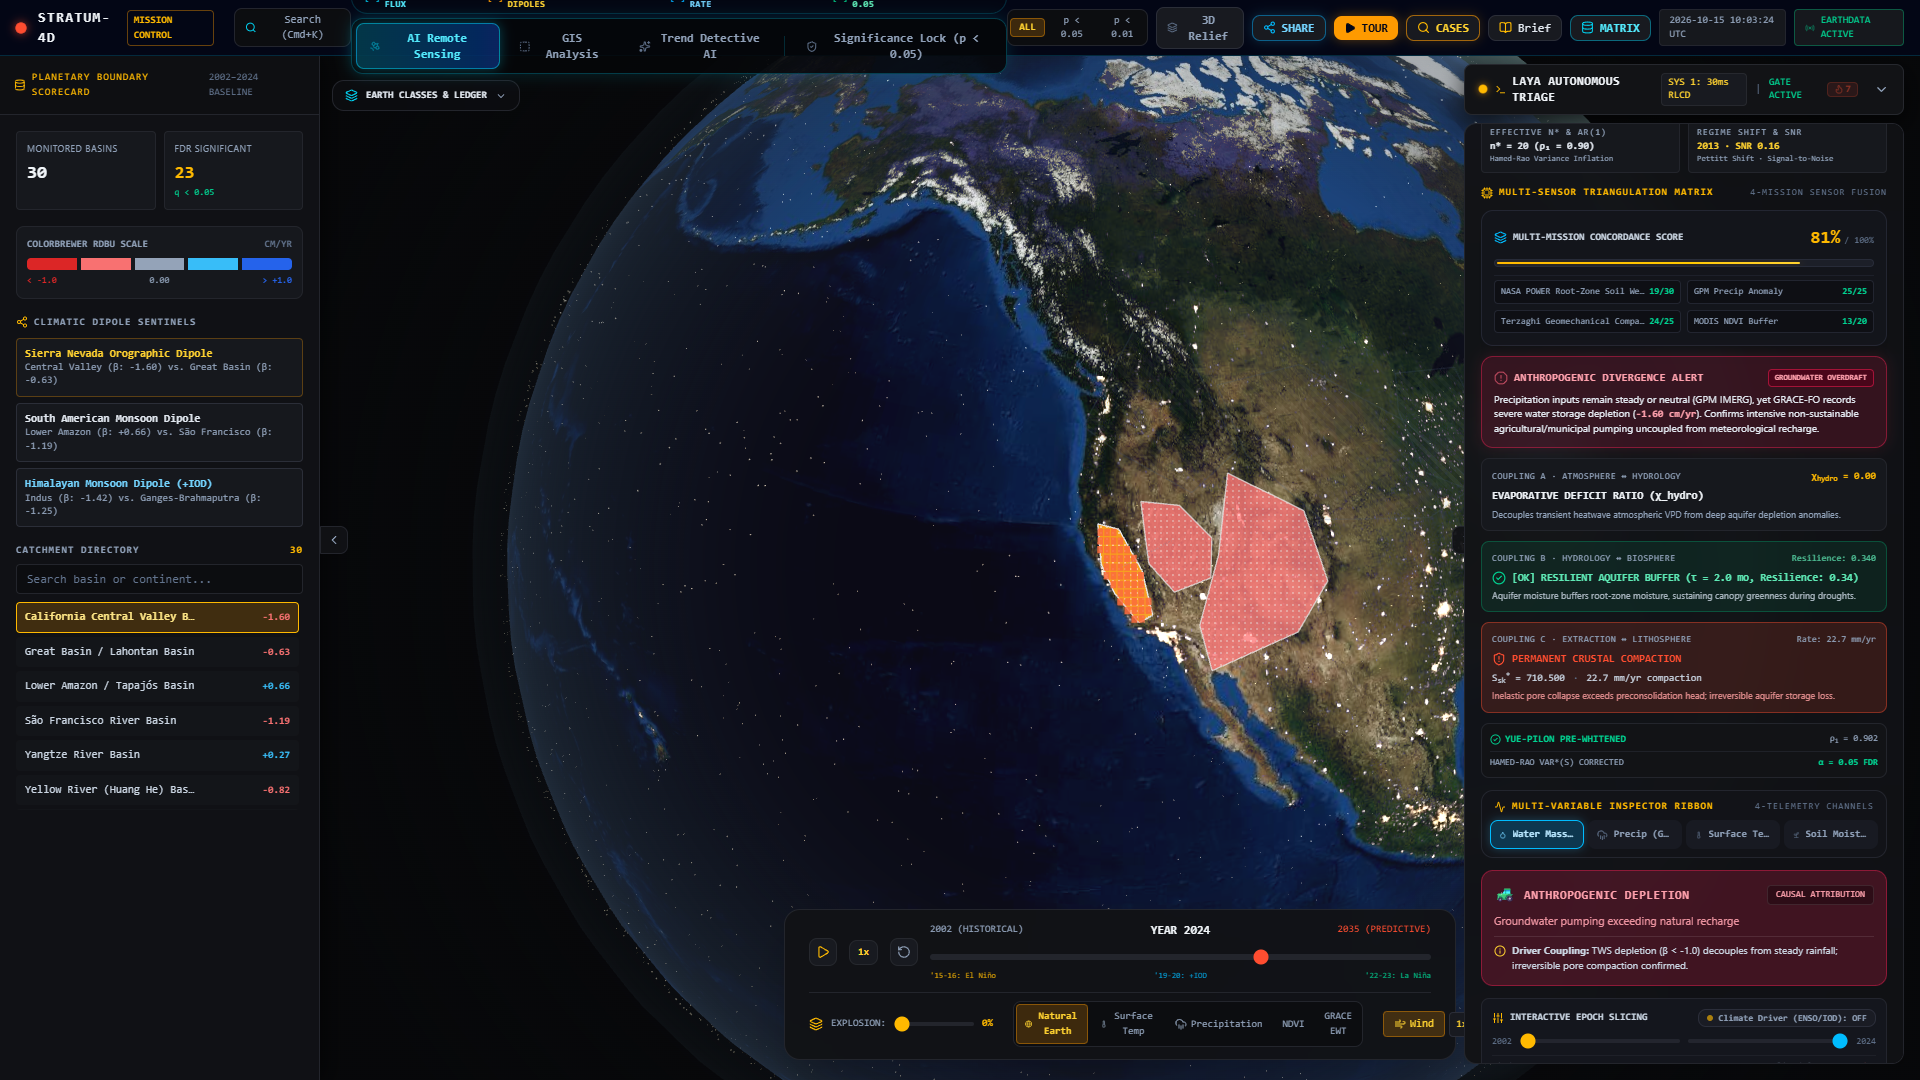 STRATUM-4D
MISSION CONTROL
Search (Cmd+K)
FLUX
DIPOLES
RATE
0.05
AI Remote Sensing
GIS Analysis
Trend Detective AI
Significance Lock (p < 0.05)
ALL
p < 0.05
p < 0.01
3D Relief
SHARE
TOUR
CASES
Brief
MATRIX
2026-10-15 10:03:24 UTC
EARTHDATA ACTIVE
PLANETARY BOUNDARY SCORECARD
2002–2024 BASELINE
MONITORED BASINS
30
FDR SIGNIFICANT
23
q < 0.05
COLORBREWER RDBU SCALE
CM/YR
< -1.0
0.00
> +1.0
CLIMATIC DIPOLE SENTINELS
Sierra Nevada Orographic Dipole
Central Valley (β: -1.60) vs. Great Basin (β: -0.63)
South American Monsoon Dipole
Lower Amazon (β: +0.66) vs. São Francisco (β: -1.19)
Himalayan Monsoon Dipole (+IOD)
Indus (β: -1.42) vs. Ganges-Brahmaputra (β: -1.25)
CATCHMENT DIRECTORY
30
Search basin or continent...
California Central Valley B…
-1.60
Great Basin / Lahontan Basin
-0.63
Lower Amazon / Tapajós Basin
+0.66
São Francisco River Basin
-1.19
Yangtze River Basin
+0.27
Yellow River (Huang He) Bas…
-0.82
EARTH CLASSES & LEDGER
2002 (HISTORICAL)
YEAR 2024
2035 (PREDICTIVE)
1x
'15-16: El Niño
'19-20: +IOD
'22-23: La Niña
EXPLOSION:
0%
Natural Earth
Surface Temp
Precipitation
NDVI
GRACE EWT
Wind
LAYA AUTONOMOUS TRIAGE
SYS 1: 30ms RLCD
|
GATE ACTIVE
7
EFFECTIVE N* & AR(1)
n* = 20 (ρ₁ = 0.90)
Hamed-Rao Variance Inflation
REGIME SHIFT & SNR
2013 · SNR 0.16
Pettitt Shift · Signal-to-Noise
MULTI-SENSOR TRIANGULATION MATRIX
4-MISSION SENSOR FUSION
MULTI-MISSION CONCORDANCE SCORE
81% / 100%
NASA POWER Root-Zone Soil We… 19/30
GPM Precip Anomaly 25/25
Terzaghi Geomechanical Compa… 24/25
MODIS NDVI Buffer 13/20
ANTHROPOGENIC DIVERGENCE ALERT
GROUNDWATER OVERDRAFT
Precipitation inputs remain steady or neutral (GPM IMERG), yet GRACE-FO records
severe water storage depletion (-1.60 cm/yr). Confirms intensive non-sustainable
agricultural/municipal pumping uncoupled from meteorological recharge.
COUPLING A · ATMOSPHERE ↔ HYDROLOGY
χhydro = 0.00
EVAPORATIVE DEFICIT RATIO (χ_hydro)
Decouples transient heatwave atmospheric VPD from deep aquifer depletion anomalies.
COUPLING B · HYDROLOGY ↔ BIOSPHERE
Resilience: 0.340
[OK] RESILIENT AQUIFER BUFFER (τ = 2.0 mo, Resilience: 0.34)
Aquifer moisture buffers root-zone moisture, sustaining canopy greenness during droughts.
COUPLING C · EXTRACTION ↔ LITHOSPHERE
Rate: 22.7 mm/yr
PERMANENT CRUSTAL COMPACTION
Ssk* = 710.500 · 22.7 mm/yr compaction
Inelastic pore collapse exceeds preconsolidation head; irreversible aquifer storage loss.
YUE-PILON PRE-WHITENED
ρ₁ = 0.902
HAMED-RAO VAR*(S) CORRECTED
α = 0.05 FDR
MULTI-VARIABLE INSPECTOR RIBBON
4-TELEMETRY CHANNELS
Water Mass…
Precip (G…
Surface Te…
Soil Moist…
ANTHROPOGENIC DEPLETION
CAUSAL ATTRIBUTION
Groundwater pumping exceeding natural recharge
Driver Coupling: TWS depletion (β < -1.0) decouples from steady rainfall;
irreversible pore compaction confirmed.
INTERACTIVE EPOCH SLICING
Climate Driver (ENSO/IOD): OFF
2002
2024